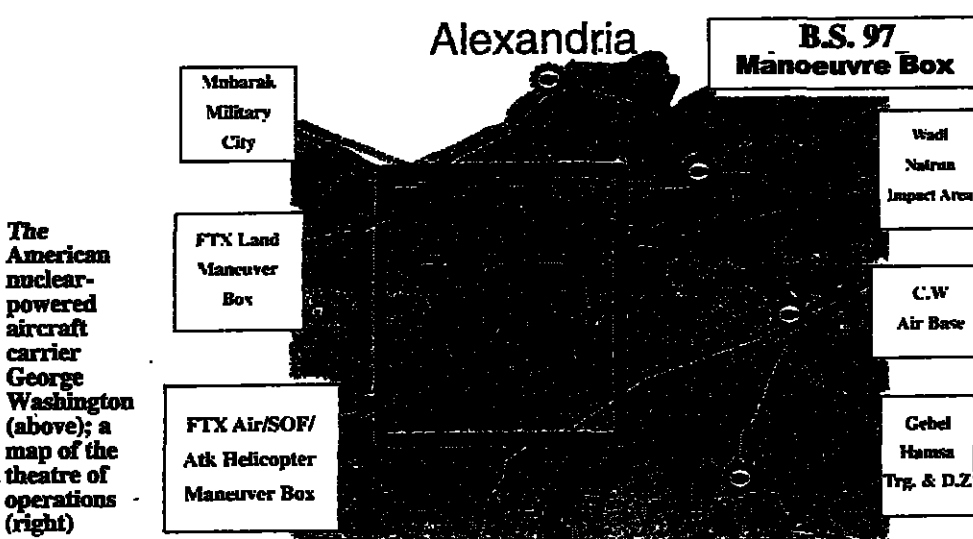 Alexandria
B.S. 97
Manoeuvre Box
Mubarak
Military
City
Wadi
Natrun
Impact Area
The
American
nuclear-
powered
aircraft
carrier
George
Washington
(above); a
map of the
theatre of
operations
(right)
FTX Land
Maneuver
Box
C.W
Air Base
FTX Air/SOF/
Atk Helicopter
Maneuver Box
Gebel
Hamsa
Trg. & D.Z